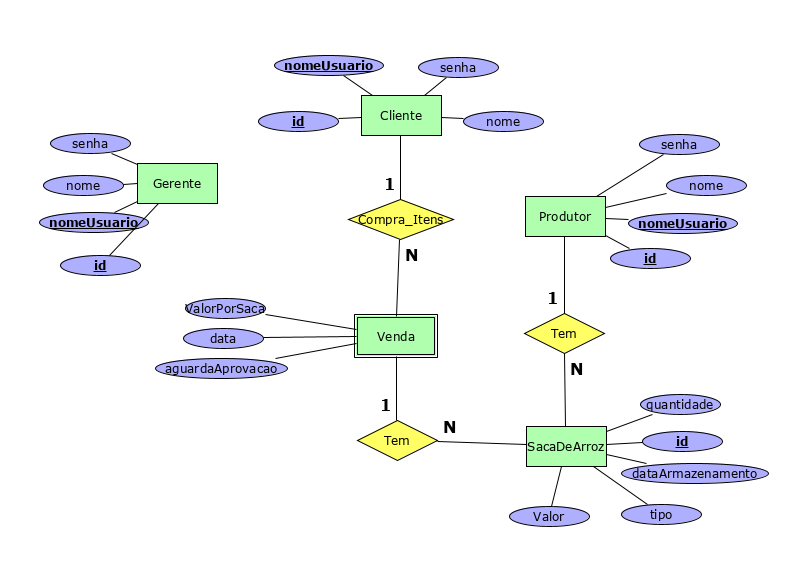 nomeUsuario
senha
id
Cliente
nome
senha
nome
nomeUsuario
id
Gerente
1
Compra_Itens
N
senha
nome
nomeUsuario
id
Produtor
1
Tem
N
ValorPorSaca
data
aguardaAprovacao
Venda
1
Tem
N
SacaDeArroz
quantidade
id
dataArmazenamento
tipo
Valor